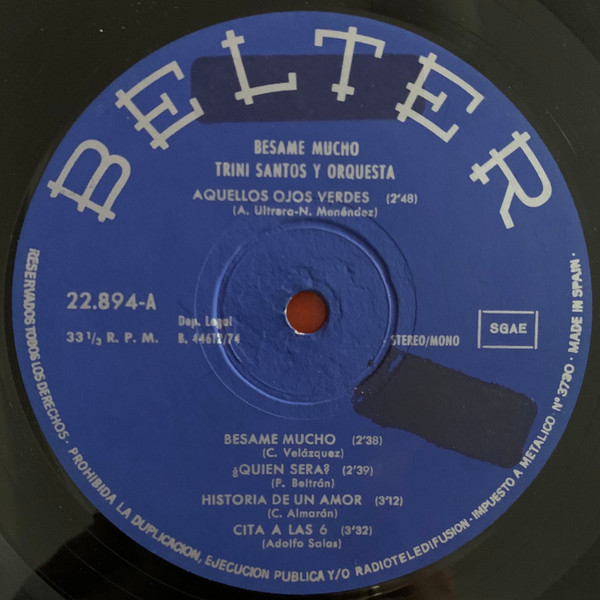 BELTER
BESAME MUCHO
TRINI SANTOS Y ORQUESTA
AQUELLOS OJOS VERDES (2'48)
(A. Ultrera-N. Menéndez)
22.894-A
33 1/3 R. P. M.
Dep. Legal
B. 44612/74
STEREO/MONO
SGAE
BESAME MUCHO (2'38)
(C. Velázquez)
¿QUIEN SERA? (2'39)
(P. Beltrán)
HISTORIA DE UN AMOR (3'12)
(C. Almarán)
CITA A LAS 6 (3'32)
(Adolfo Salas)
RESERVADOS TODOS LOS DERECHOS · PROHIBIDA LA DUPLICACION, EJECUCION PUBLICA Y/O RADIOTELEDIFUSION · IMPUESTO A METALICO Nº 3730 · MADE IN SPAIN ·